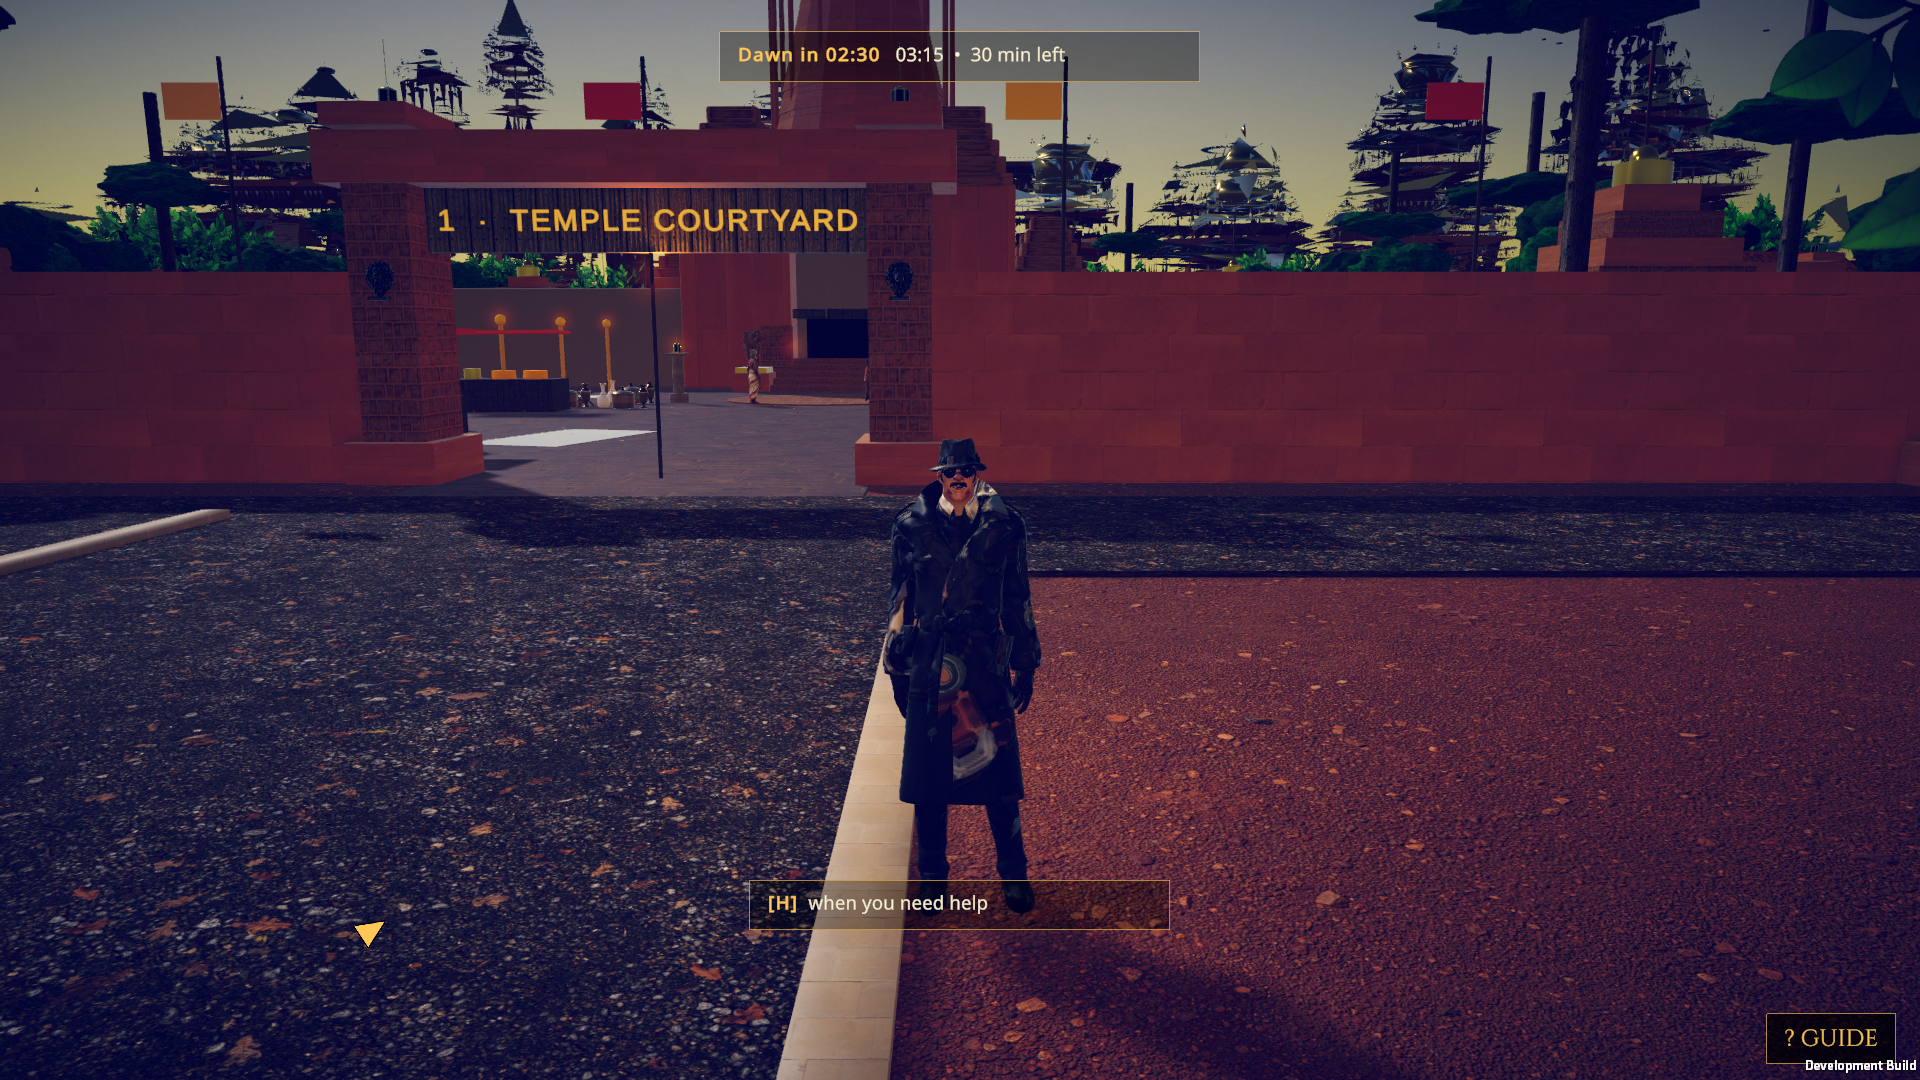 Dawn in 02:30 03:15 • 30 min left
1 · TEMPLE COURTYARD
[H] when you need help
? GUIDE
Development Build